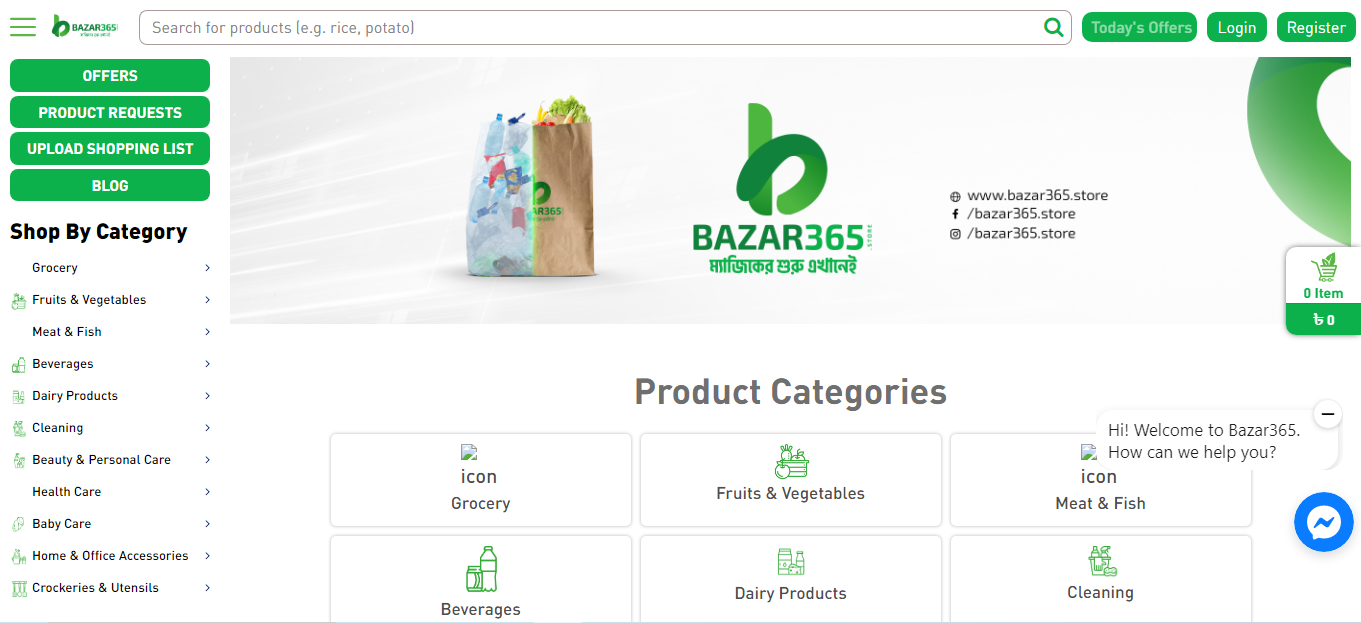 BAZAR365
Search for products (e.g. rice, potato)
Today's Offers
Login
Register
OFFERS
PRODUCT REQUESTS
UPLOAD SHOPPING LIST
BLOG
Shop By Category
Grocery
Fruits & Vegetables
Meat & Fish
Beverages
Dairy Products
Cleaning
Beauty & Personal Care
Health Care
Baby Care
Home & Office Accessories
Crockeries & Utensils
AR365
BAZAR365
.STORE
ম্যাজিকের শুরু এখানেই
www.bazar365.store
/bazar365.store
/bazar365.store
0 Item
৳ 0
Product Categories
icon
Grocery
Fruits & Vegetables
icon
Meat & Fish
Beverages
Dairy Products
Cleaning
Hi! Welcome to Bazar365.
How can we help you?